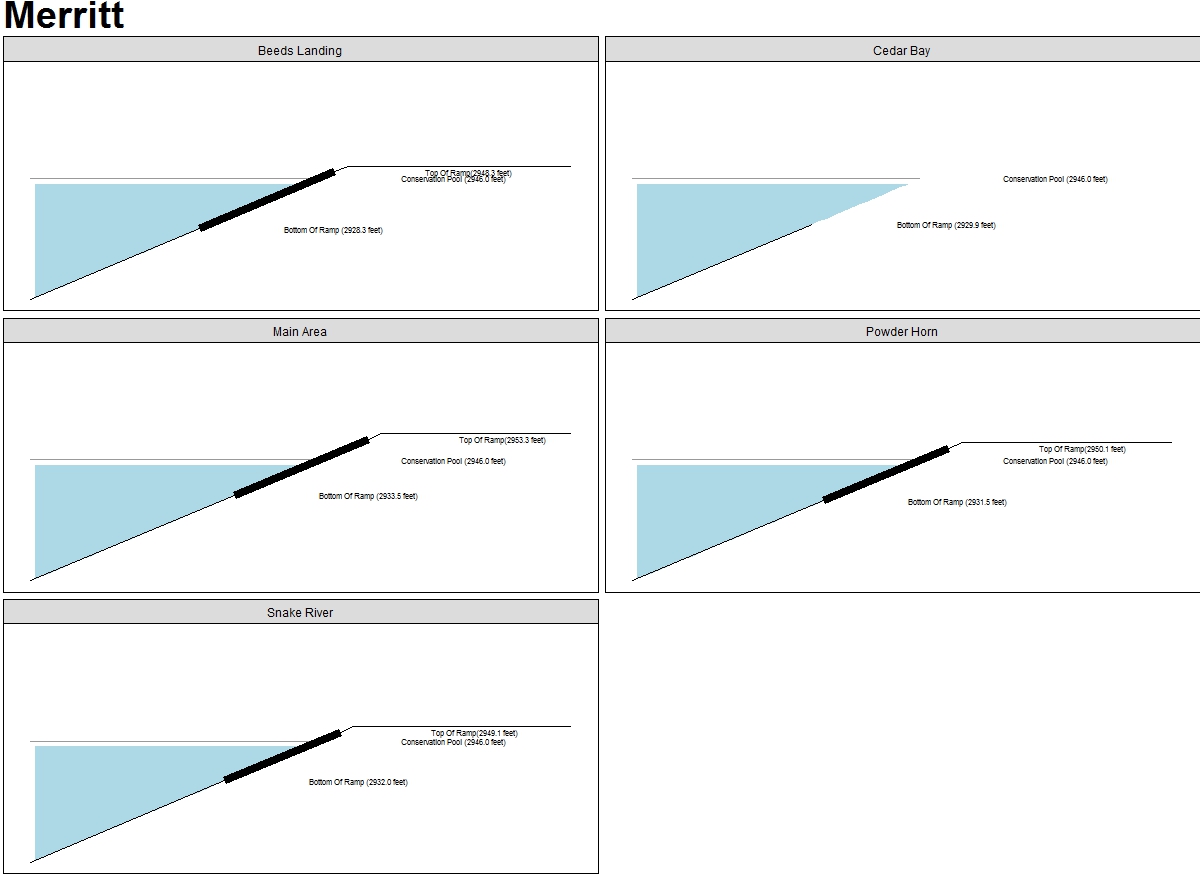 Merritt
Beeds Landing
Top Of Ramp(2948.3 feet)
Conservation Pool (2946.0 feet)
Bottom Of Ramp (2928.3 feet)
Cedar Bay
Conservation Pool (2946.0 feet)
Bottom Of Ramp (2929.9 feet)
Main Area
Top Of Ramp(2953.3 feet)
Conservation Pool (2946.0 feet)
Bottom Of Ramp (2933.5 feet)
Powder Horn
Top Of Ramp(2950.1 feet)
Conservation Pool (2946.0 feet)
Bottom Of Ramp (2931.5 feet)
Snake River
Top Of Ramp(2949.1 feet)
Conservation Pool (2946.0 feet)
Bottom Of Ramp (2932.0 feet)